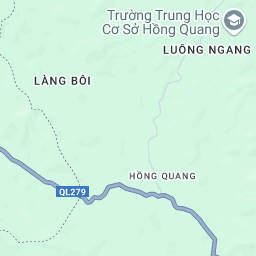 Trường Trung Học
Cơ Sở Hồng Quang
LUÔNG NGANG
LÀNG BÔI
HỒNG QUANG
QL279